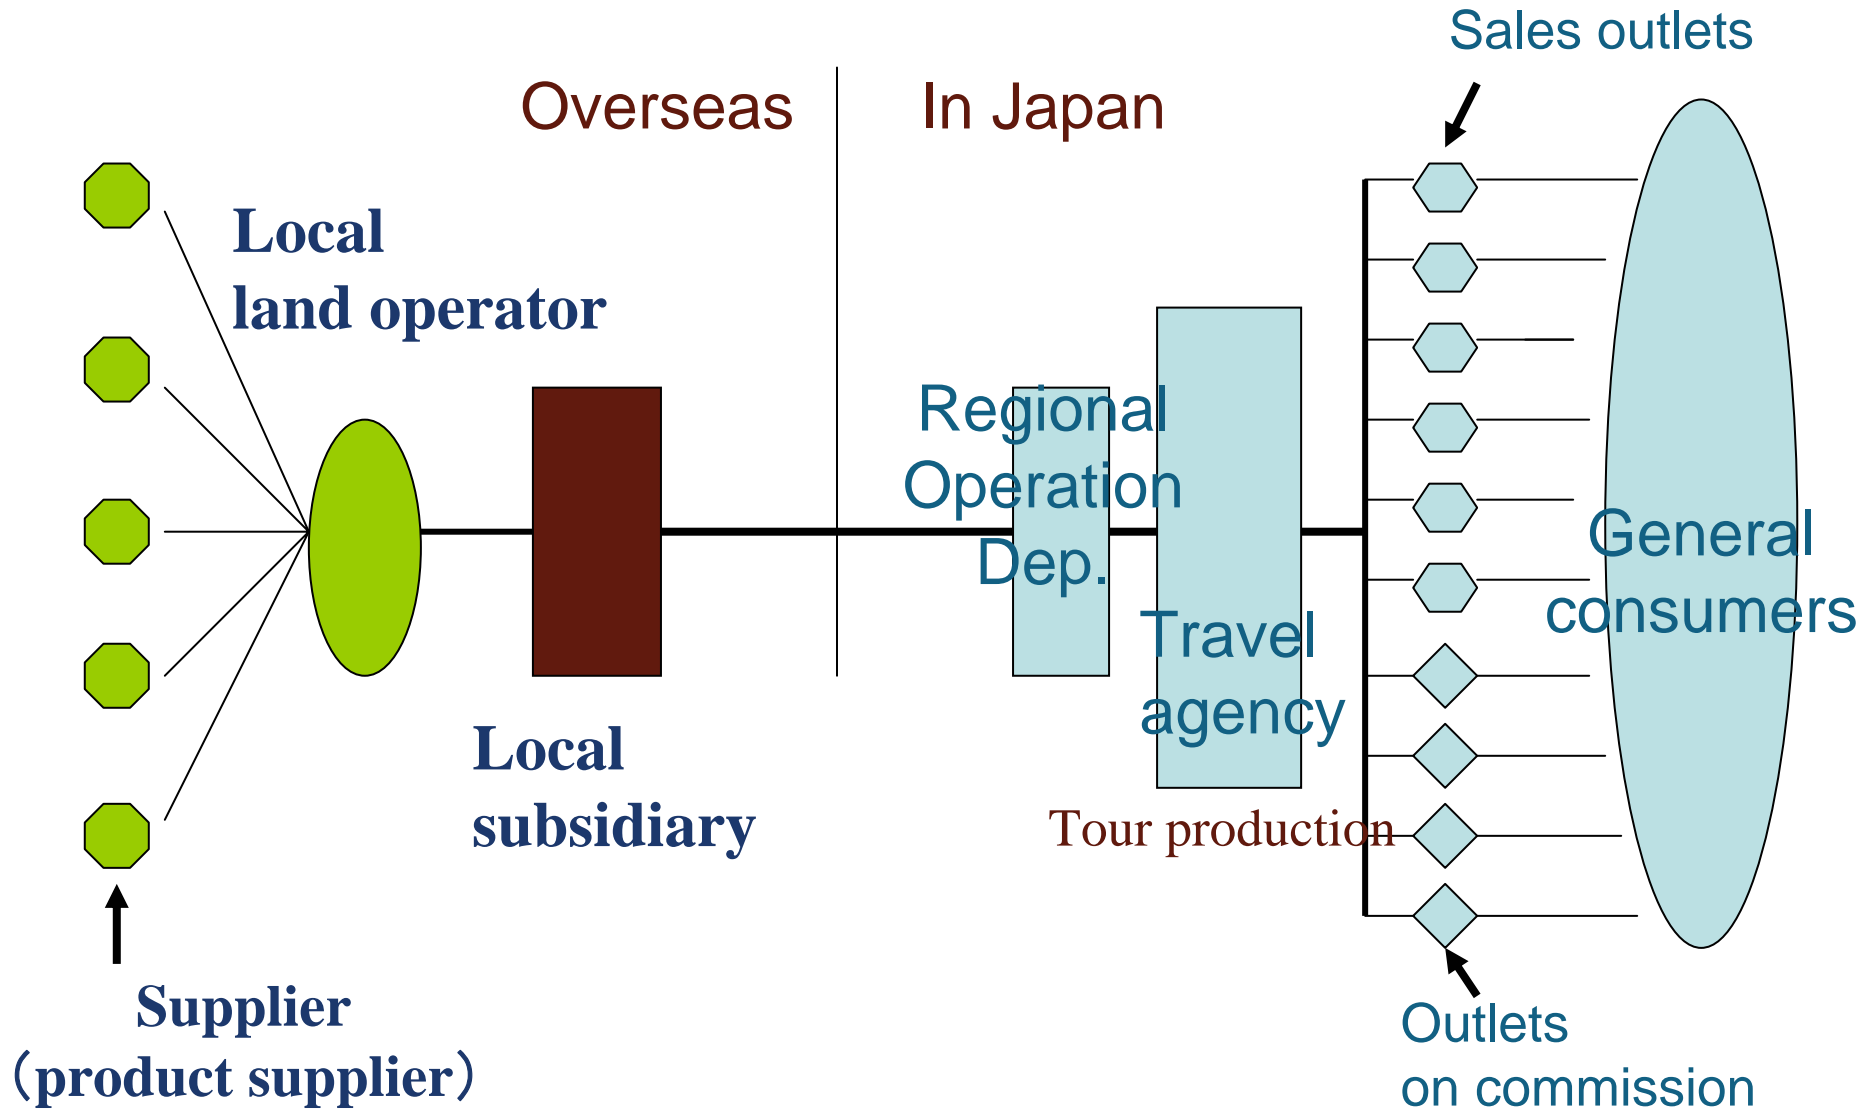 Sales outlets
Overseas
In Japan
Local
land operator
Regional
Operation
Dep.
General
consumers
Travel
agency
Local
subsidiary
Tour production
Supplier
（product supplier）
Outlets
on commission